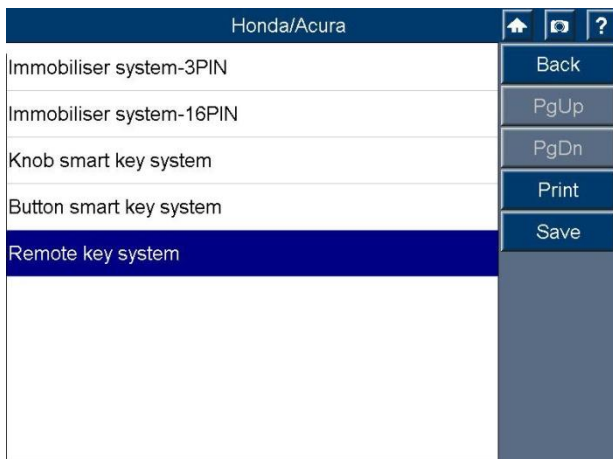 Honda/Acura
?
Immobiliser system-3PIN
Back
Immobiliser system-16PIN
PgUp
Knob smart key system
PgDn
Button smart key system
Print
Remote key system
Save